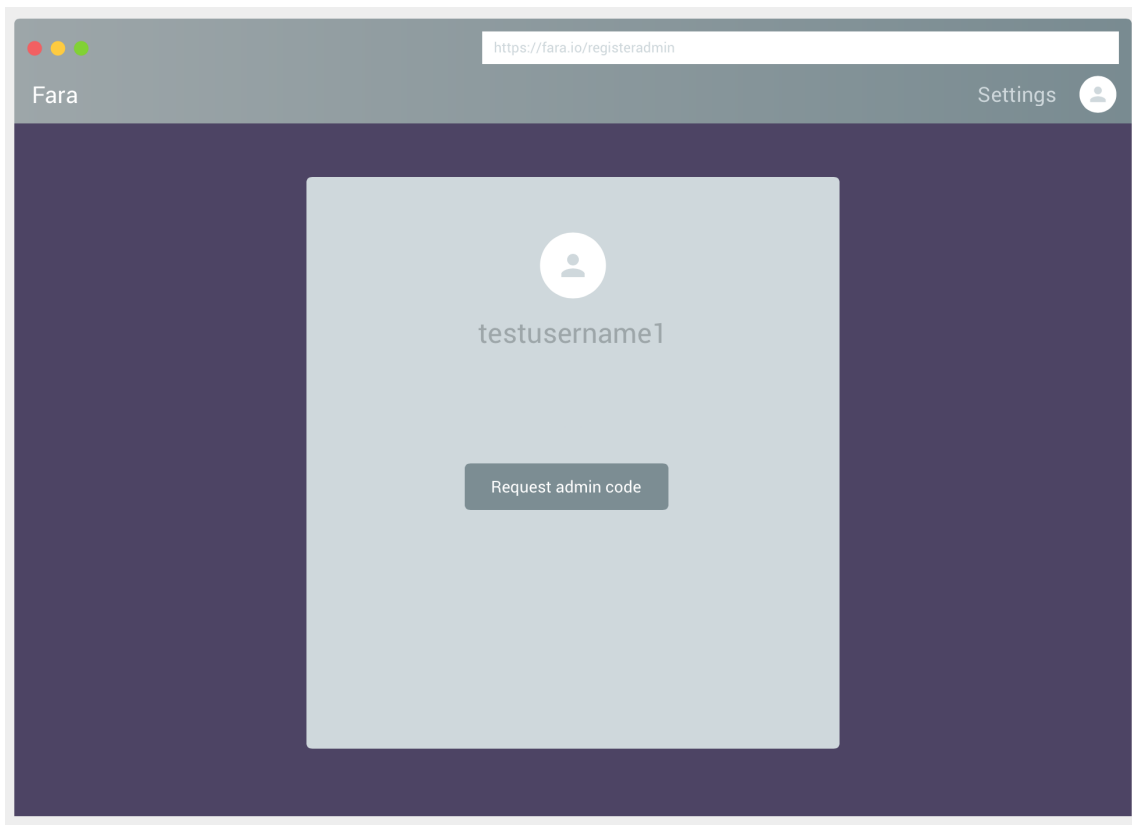 https://fara.io/registeradmin
Fara
Settings
testusername1
Request admin code